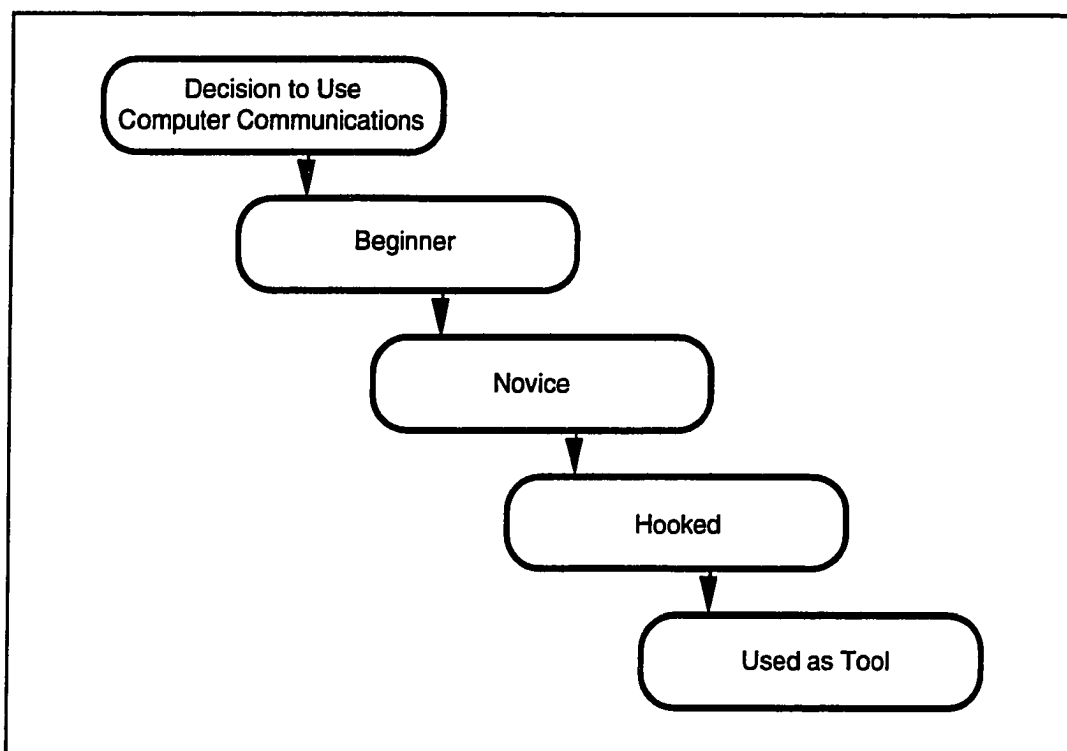 Decision to Use
Computer Communications
Beginner
Novice
Hooked
Used as Tool